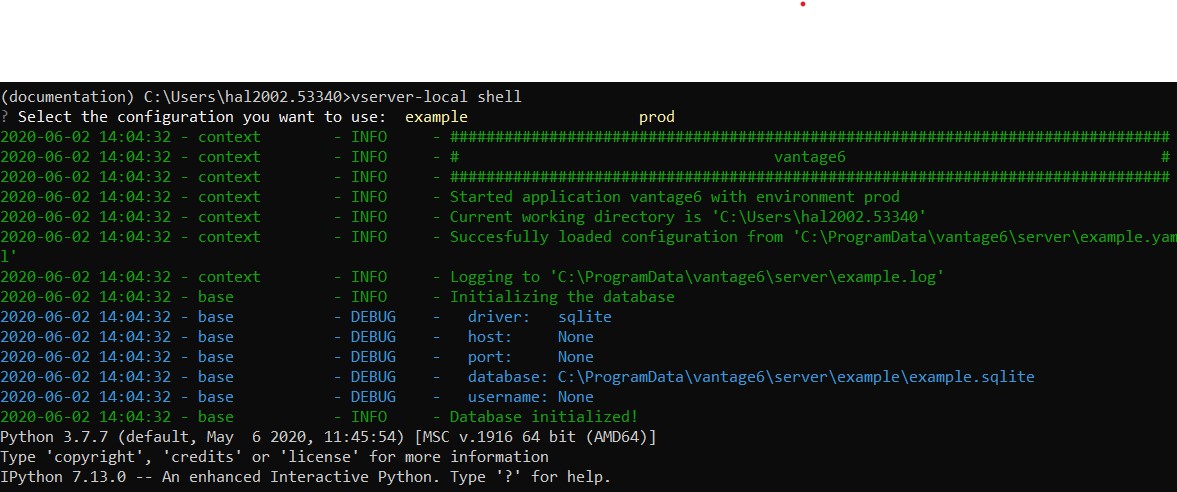 (documentation) C:\Users\hal2002.53340>vserver-local shell
? Select the configuration you want to use:  example                   prod
2020-06-02 14:04:32 - context        - INFO     - ################################################################################
2020-06-02 14:04:32 - context        - INFO     - #                                   vantage6                                   #
2020-06-02 14:04:32 - context        - INFO     - ################################################################################
2020-06-02 14:04:32 - context        - INFO     - Started application vantage6 with environment prod
2020-06-02 14:04:32 - context        - INFO     - Current working directory is 'C:\Users\hal2002.53340'
2020-06-02 14:04:32 - context        - INFO     - Succesfully loaded configuration from 'C:\ProgramData\vantage6\server\example.yam
l'
2020-06-02 14:04:32 - context        - INFO     - Logging to 'C:\ProgramData\vantage6\server\example.log'
2020-06-02 14:04:32 - base           - INFO     - Initializing the database
2020-06-02 14:04:32 - base           - DEBUG    -   driver:   sqlite
2020-06-02 14:04:32 - base           - DEBUG    -   host:     None
2020-06-02 14:04:32 - base           - DEBUG    -   port:     None
2020-06-02 14:04:32 - base           - DEBUG    -   database: C:\ProgramData\vantage6\server\example\example.sqlite
2020-06-02 14:04:32 - base           - DEBUG    -   username: None
2020-06-02 14:04:32 - base           - INFO     - Database initialized!
Python 3.7.7 (default, May  6 2020, 11:45:54) [MSC v.1916 64 bit (AMD64)]
Type 'copyright', 'credits' or 'license' for more information
IPython 7.13.0 -- An enhanced Interactive Python. Type '?' for help.